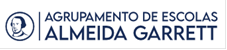 AGRUPAMENTO DE ESCOLAS
ALMEIDA GARRETT